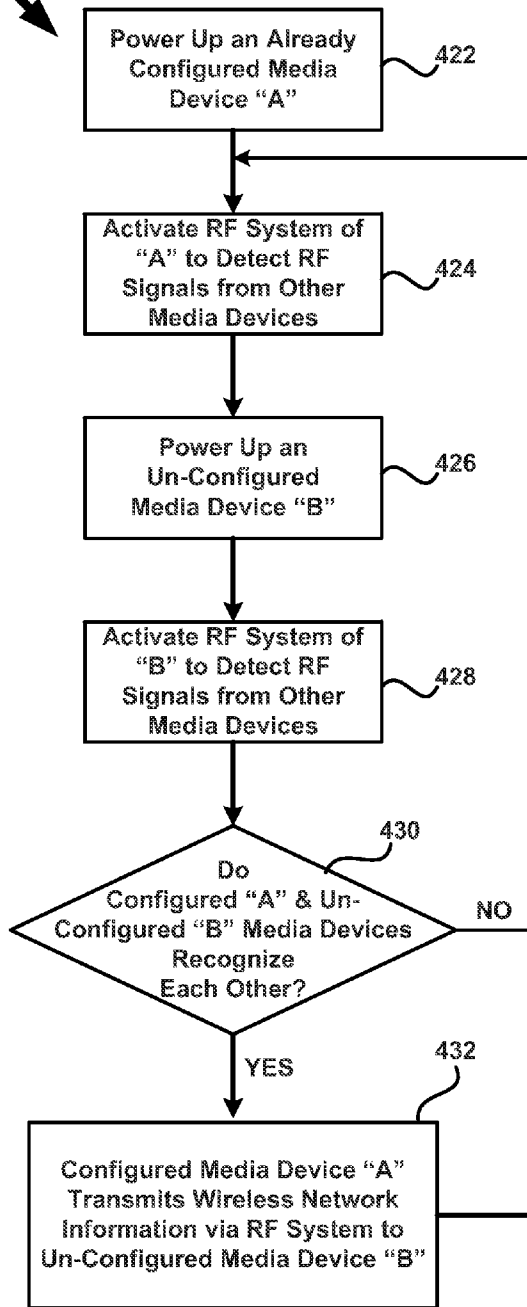 Power Up an Already
Configured Media
Device “A”
422
Activate RF System of
“A” to Detect RF
Signals from Other
Media Devices
424
Power Up an
Un-Configured
Media Device “B”
426
Activate RF System of
“B” to Detect RF
Signals from Other
Media Devices
428
430
Do
Configured “A” & Un-
Configured “B” Media Devices
Recognize
Each Other?
NO
YES
432
Configured Media Device “A”
Transmits Wireless Network
Information via RF System to
Un-Configured Media Device “B”